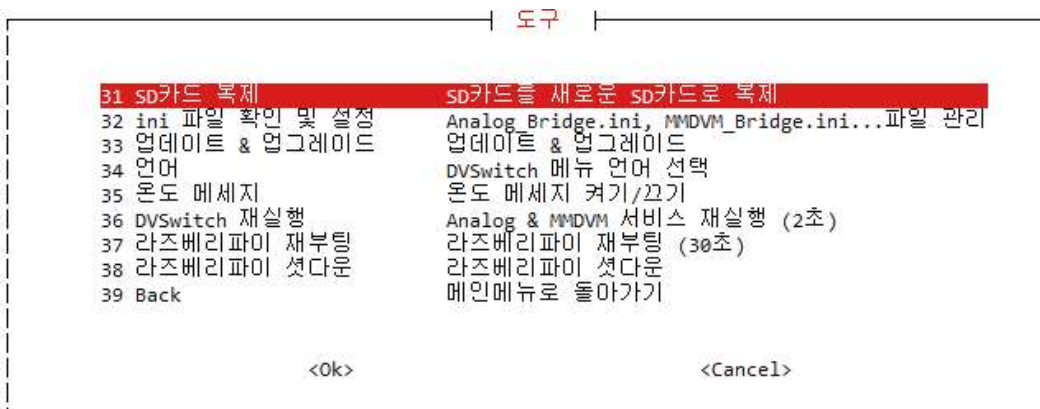 도구
31 SD카드 복제 SD카드를 새로운 SD카드로 복제
32 ini 파일 확인 및 설정 Analog_Bridge.ini, MMDVM_Bridge.ini...파일 관리
33 업데이트 & 업그레이드 업데이트 & 업그레이드
34 언어 DVSwitch 메뉴 언어 선택
35 온도 메세지 온도 메세지 켜기/끄기
36 DVSwitch 재실행 Analog & MMDVM 서비스 재실행 (2초)
37 라즈베리파이 재부팅 라즈베리파이 재부팅 (30초)
38 라즈베리파이 셧다운 라즈베리파이 셧다운
39 Back 메인메뉴로 돌아가기
<Ok> <Cancel>